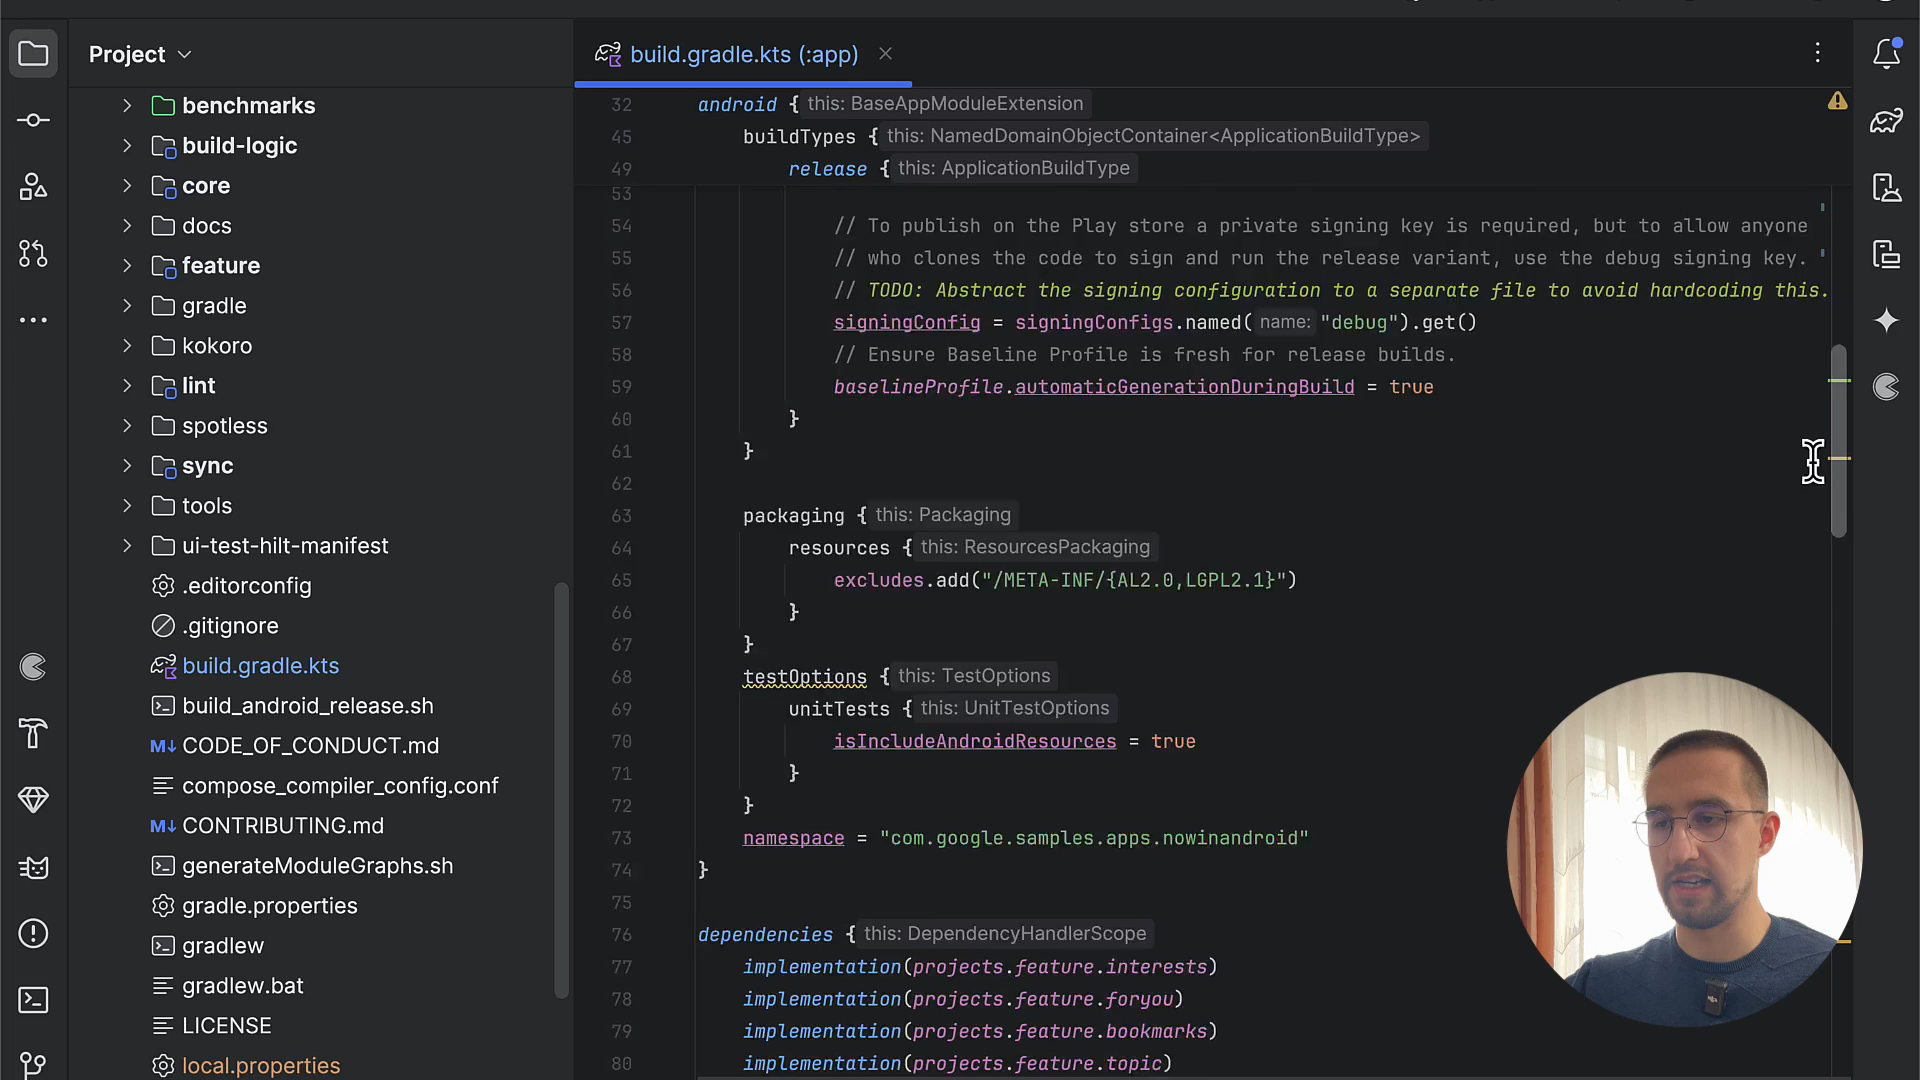 Project
build.gradle.kts (:app)
benchmarks
build-logic
core
docs
feature
gradle
kokoro
lint
spotless
sync
tools
ui-test-hilt-manifest
.editorconfig
.gitignore
build.gradle.kts
build_android_release.sh
M↓ CODE_OF_CONDUCT.md
compose_compiler_config.conf
M↓ CONTRIBUTING.md
generateModuleGraphs.sh
gradle.properties
gradlew
gradlew.bat
LICENSE
local.properties
32 android { this: BaseAppModuleExtension
45 buildTypes { this: NamedDomainObjectContainer<ApplicationBuildType>
49 release { this: ApplicationBuildType
53
54 // To publish on the Play store a private signing key is required, but to allow anyone
55 // who clones the code to sign and run the release variant, use the debug signing key.
56 // TODO: Abstract the signing configuration to a separate file to avoid hardcoding this.
57 signingConfig = signingConfigs.named( name: "debug").get()
58 // Ensure Baseline Profile is fresh for release builds.
59 baselineProfile.automaticGenerationDuringBuild = true
60 }
61 }
62
63 packaging { this: Packaging
64 resources { this: ResourcesPackaging
65 excludes.add("/META-INF/{AL2.0,LGPL2.1}")
66 }
67 }
68 testOptions { this: TestOptions
69 unitTests { this: UnitTestOptions
70 isIncludeAndroidResources = true
71 }
72 }
73 namespace = "com.google.samples.apps.nowinandroid"
74 }
75
76 dependencies { this: DependencyHandlerScope
77 implementation(projects.feature.interests)
78 implementation(projects.feature.foryou)
79 implementation(projects.feature.bookmarks)
80 implementation(projects.feature.topic)